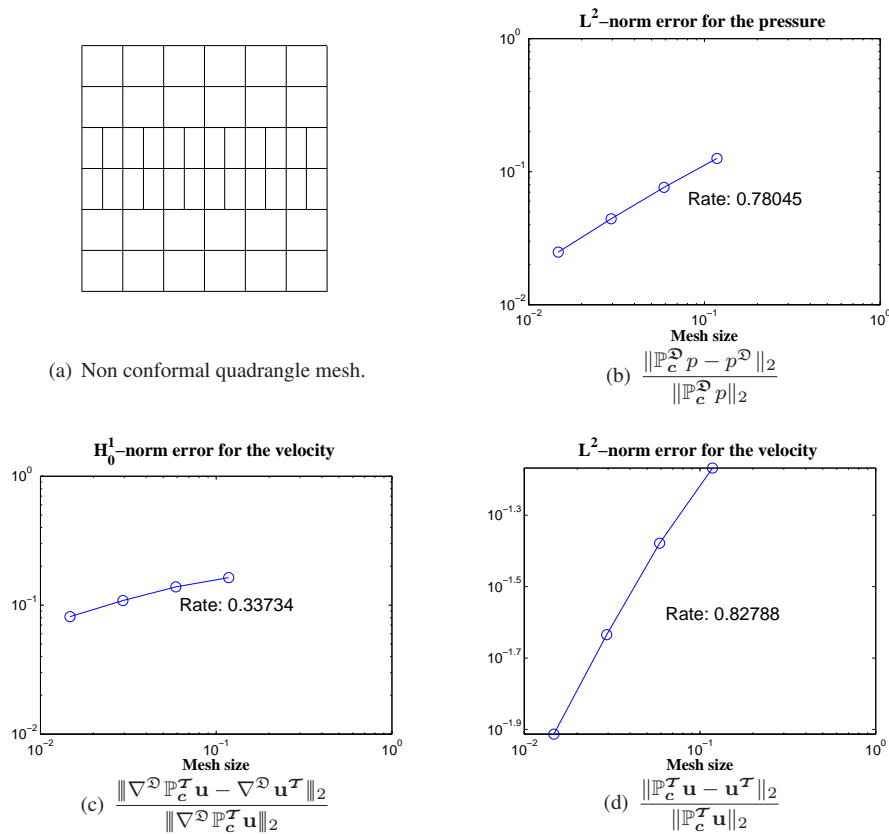 L²–norm error for the pressure
10⁰
10⁻¹
10⁻²
Rate: 0.78045
10⁻² 10⁻¹ 10⁰
Mesh size
(a) Non conformal quadrangle mesh.
(b) ‖ℙ_𝒄^𝔇 p − p^𝔇‖₂ / ‖ℙ_𝒄^𝔇 p‖₂
H₀¹–norm error for the velocity
10⁰
10⁻¹
10⁻²
Rate: 0.33734
10⁻² 10⁻¹ 10⁰
Mesh size
(c) ⦀∇^𝔇 ℙ_𝒄^𝓣 𝐮 − ∇^𝔇 𝐮^𝓣⦀₂ / ⦀∇^𝔇 ℙ_𝒄^𝓣 𝐮⦀₂
L²–norm error for the velocity
10⁻¹·³
10⁻¹·⁵
10⁻¹·⁷
10⁻¹·⁹
Rate: 0.82788
10⁻² 10⁻¹ 10⁰
Mesh size
(d) ‖ℙ_𝒄^𝓣 𝐮 − 𝐮^𝓣‖₂ / ‖ℙ_𝒄^𝓣 𝐮‖₂